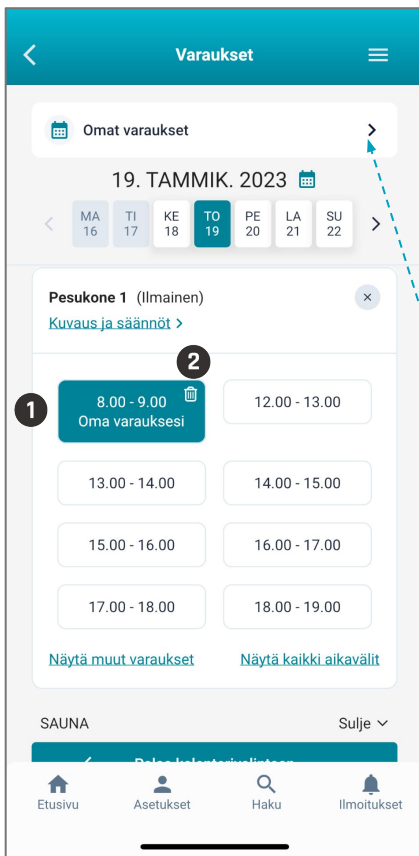 Varaukset
Omat varaukset
19. TAMMIK. 2023
MA TI KE TO PE LA SU
16 17 18 19 20 21 22
Pesukone 1 (Ilmainen)
Kuvaus ja säännöt >
2
1
8.00 - 9.00
Oma varauksesi
12.00 - 13.00
13.00 - 14.00 14.00 - 15.00
15.00 - 16.00 16.00 - 17.00
17.00 - 18.00 18.00 - 19.00
Näytä muut varaukset Näytä kaikki aikavälit
SAUNA Sulje
Etusivu Asetukset Haku Ilmoitukset